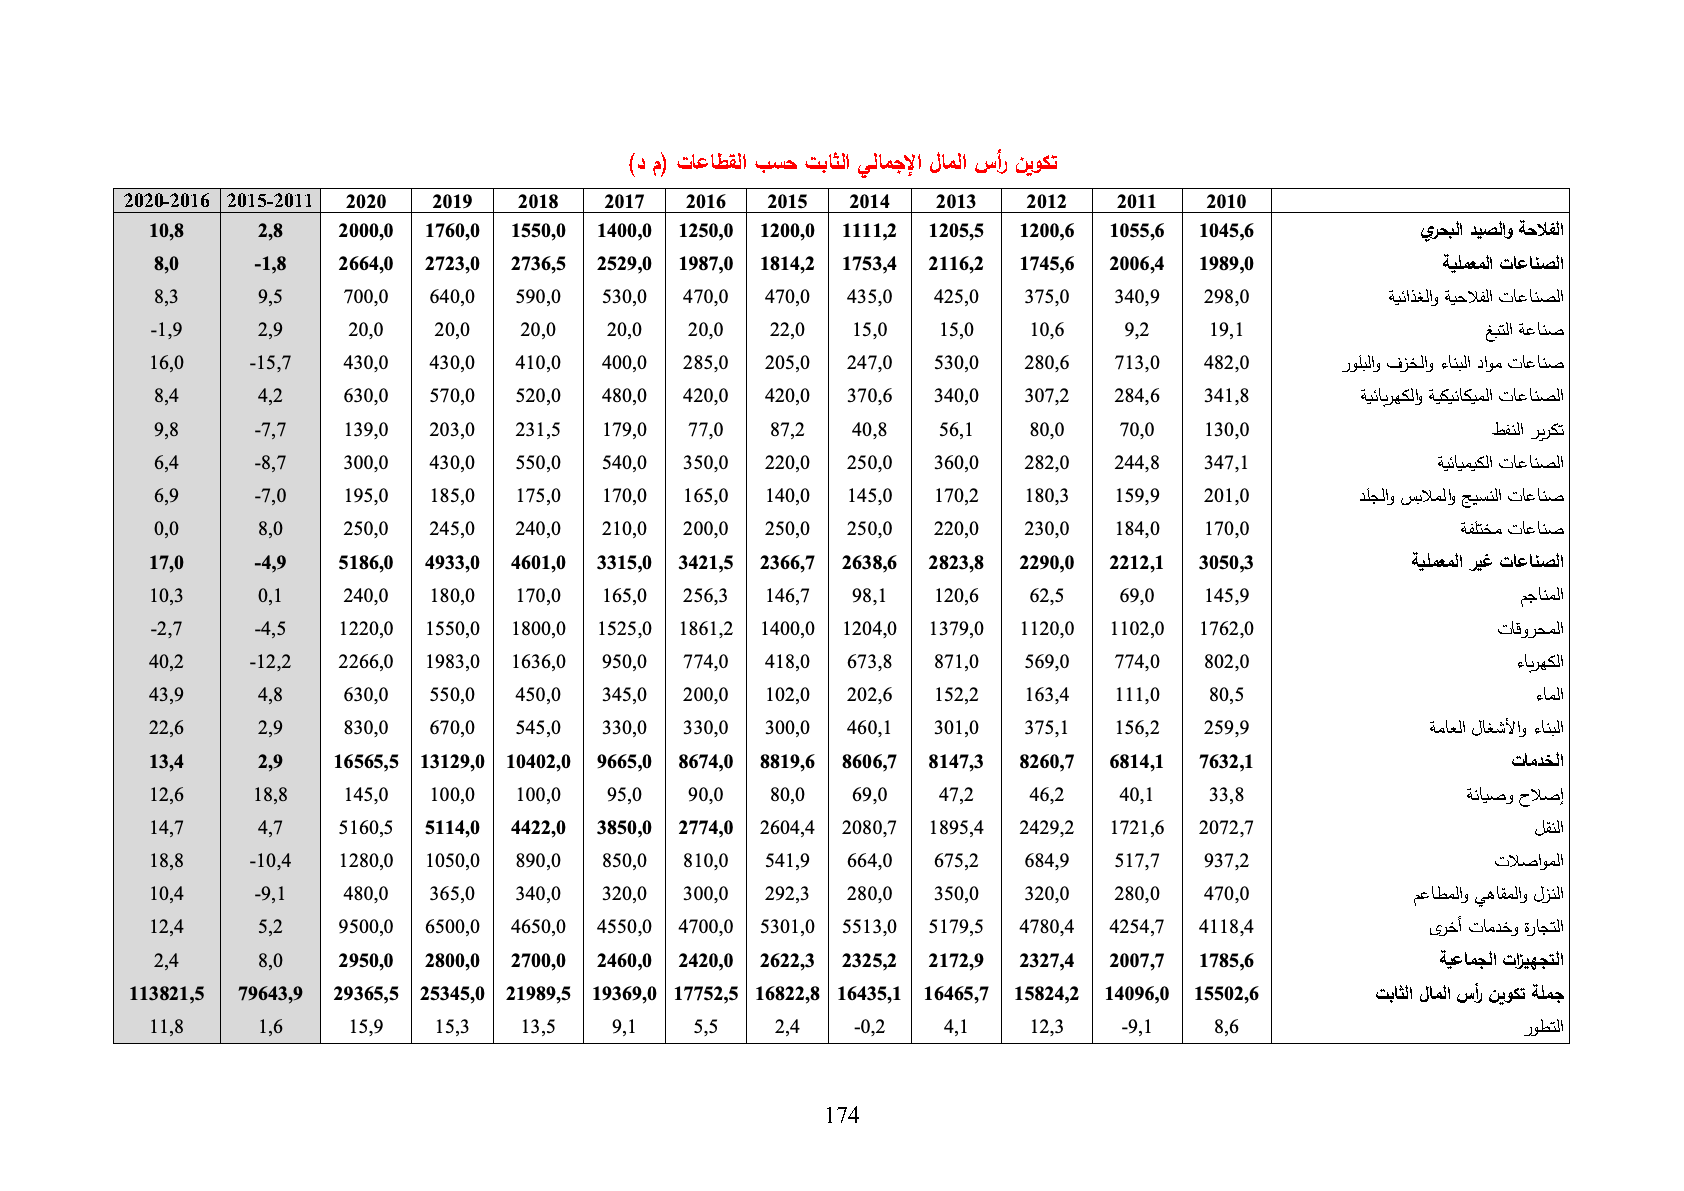 تكوين رأس المال الإجمالي الثابت حسب القطاعات (م د)
2010 2011 2012 2013 2014 2015 2016 2017 2018 2019 2020 2015-2011 2020-2016
الفلاحة والصيد البحري 1045,6 1055,6 1200,6 1205,5 1111,2 1200,0 1250,0 1400,0 1550,0 1760,0 2000,0 2,8 10,8
الصناعات المعملية 1989,0 2006,4 1745,6 2116,2 1753,4 1814,2 1987,0 2529,0 2736,5 2723,0 2664,0 -1,8 8,0
الصناعات الفلاحية والغذائية 298,0 340,9 375,0 425,0 435,0 470,0 470,0 530,0 590,0 640,0 700,0 9,5 8,3
صناعة التبغ 19,1 9,2 10,6 15,0 15,0 22,0 20,0 20,0 20,0 20,0 20,0 2,9 -1,9
صناعات مواد البناء والخزف والبلور 482,0 713,0 280,6 530,0 247,0 205,0 285,0 400,0 410,0 430,0 430,0 -15,7 16,0
الصناعات الميكانيكية والكهربائية 341,8 284,6 307,2 340,0 370,6 420,0 420,0 480,0 520,0 570,0 630,0 4,2 8,4
تكرير النفط 130,0 70,0 80,0 56,1 40,8 87,2 77,0 179,0 231,5 203,0 139,0 -7,7 9,8
الصناعات الكيميائية 347,1 244,8 282,0 360,0 250,0 220,0 350,0 540,0 550,0 430,0 300,0 -8,7 6,4
صناعات النسيج والملابس والجلد 201,0 159,9 180,3 170,2 145,0 140,0 165,0 170,0 175,0 185,0 195,0 -7,0 6,9
صناعات مختلفة 170,0 184,0 230,0 220,0 250,0 250,0 200,0 210,0 240,0 245,0 250,0 8,0 0,0
الصناعات غير المعملية 3050,3 2212,1 2290,0 2823,8 2638,6 2366,7 3421,5 3315,0 4601,0 4933,0 5186,0 -4,9 17,0
المناجم 145,9 69,0 62,5 120,6 98,1 146,7 256,3 165,0 170,0 180,0 240,0 0,1 10,3
المحروقات 1762,0 1102,0 1120,0 1379,0 1204,0 1400,0 1861,2 1525,0 1800,0 1550,0 1220,0 -4,5 -2,7
الكهرباء 802,0 774,0 569,0 871,0 673,8 418,0 774,0 950,0 1636,0 1983,0 2266,0 -12,2 40,2
الماء 80,5 111,0 163,4 152,2 202,6 102,0 200,0 345,0 450,0 550,0 630,0 4,8 43,9
البناء والأشغال العامة 259,9 156,2 375,1 301,0 460,1 300,0 330,0 330,0 545,0 670,0 830,0 2,9 22,6
الخدمات 7632,1 6814,1 8260,7 8147,3 8606,7 8819,6 8674,0 9665,0 10402,0 13129,0 16565,5 2,9 13,4
إصلاح وصيانة 33,8 40,1 46,2 47,2 69,0 80,0 90,0 95,0 100,0 100,0 145,0 18,8 12,6
النقل 2072,7 1721,6 2429,2 1895,4 2080,7 2604,4 2774,0 3850,0 4422,0 5114,0 5160,5 4,7 14,7
المواصلات 937,2 517,7 684,9 675,2 664,0 541,9 810,0 850,0 890,0 1050,0 1280,0 -10,4 18,8
النزل والمقاهي والمطاعم 470,0 280,0 320,0 350,0 280,0 292,3 300,0 320,0 340,0 365,0 480,0 -9,1 10,4
التجارة وخدمات أخرى 4118,4 4254,7 4780,4 5179,5 5513,0 5301,0 4700,0 4550,0 4650,0 6500,0 9500,0 5,2 12,4
التجهيزات الجماعية 1785,6 2007,7 2327,4 2172,9 2325,2 2622,3 2420,0 2460,0 2700,0 2800,0 2950,0 8,0 2,4
جملة تكوين رأس المال الثابت 15502,6 14096,0 15824,2 16465,7 16435,1 16822,8 17752,5 19369,0 21989,5 25345,0 29365,5 79643,9 113821,5
التطور 8,6 -9,1 12,3 4,1 -0,2 2,4 5,5 9,1 13,5 15,3 15,9 1,6 11,8
174